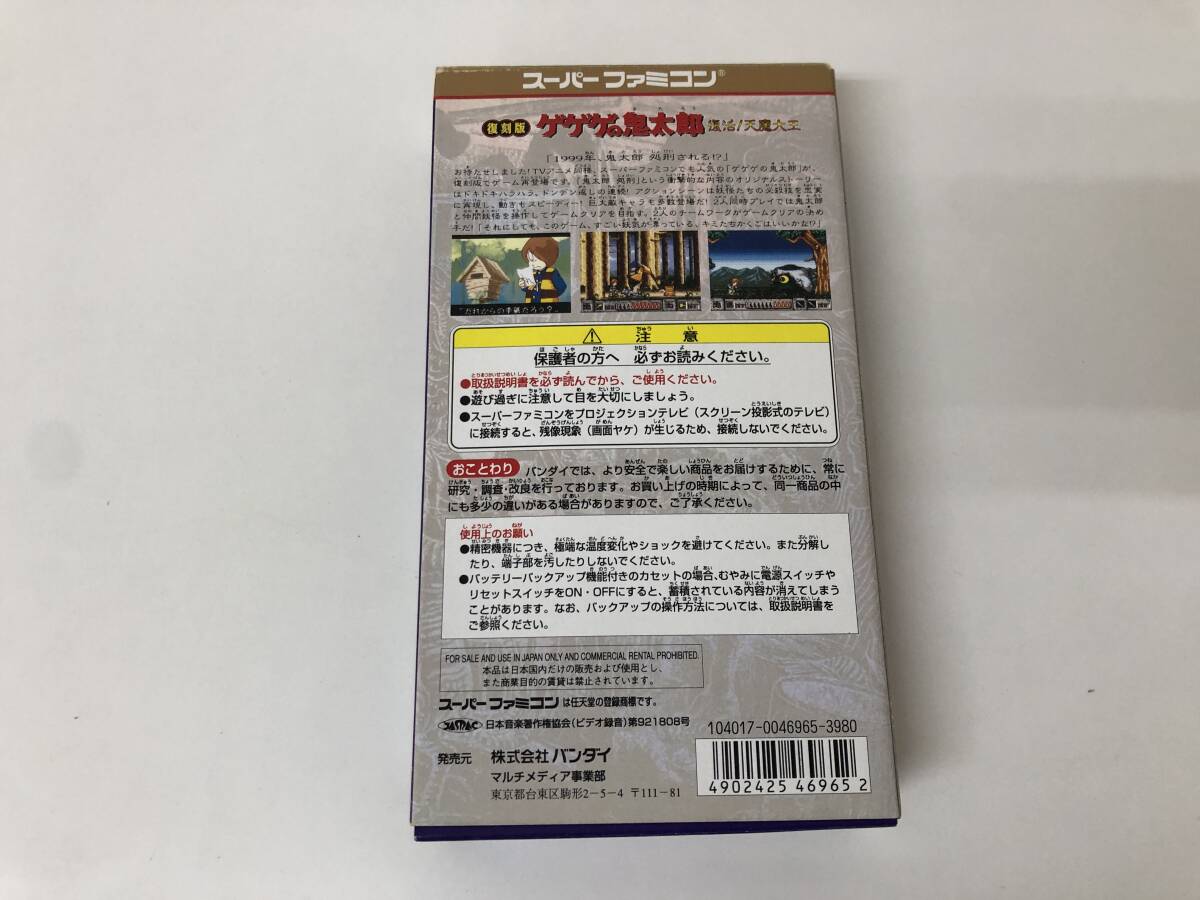 スーパーファミコン®
復刻版 ゲゲゲの鬼太郎 復活!天魔大王
「1999年、鬼太郎 処刑される!?」
お待たせしました!TVアニメ同様、スーパーファミコンでも人気の「ゲゲゲの鬼太郎」が、
復刻版でゲーム再登場です。「鬼太郎 処刑」という衝撃的な内容のオリジナルストーリー
はドキドキハラハラ、ドンデン返しの連続!アクションシーンは妖怪たちの必殺技を忠実
に再現し、動きもスピーディー!巨大敵キャラも多数登場だ!2人同時プレイでは鬼太郎
と仲間妖怪を操作してゲームクリアを目指す。2人のチームワークがゲームクリアの決め
手だ!「それにしても、このゲーム、すごい妖気が漂っている、キミたちかくごはいいかな!?」
"だれからの手紙だろう?"
注意
保護者の方へ 必ずお読みください。
●取扱説明書を必ず読んでから、ご使用ください。
●遊び過ぎに注意して目を大切にしましょう。
●スーパーファミコンをプロジェクションテレビ(スクリーン投影式のテレビ)
に接続すると、残像現象(画面ヤケ)が生じるため、接続しないでください。
おことわり バンダイでは、より安全で楽しい商品をお届けするために、常に
研究・調査・改良を行っております。お買い上げの時期によって、同一商品の中
にも多少の違いがある場合がありますので、ご了承ください。
使用上のお願い
●精密機器につき、極端な温度変化やショックを避けてください。また分解し
たり、端子部を汚したりしないでください。
●バッテリーバックアップ機能付きのカセットの場合、むやみに電源スイッチや
リセットスイッチをON・OFFにすると、蓄積されている内容が消えてしまう
ことがあります。なお、バックアップの操作方法については、取扱説明書を
ご参照ください。
FOR SALE AND USE IN JAPAN ONLY AND COMMERCIAL RENTAL PROHIBITED.
本品は日本国内だけの販売および使用とし、
また商業目的の賃貸は禁止されています。
スーパーファミコンは任天堂の登録商標です。
JASRAC 日本音楽著作権協会(ビデオ録音)第921808号
104017-0046965-3980
発売元 株式会社 バンダイ
マルチメディア事業部
東京都台東区駒形2-5-4 〒111-81
4902425 469652